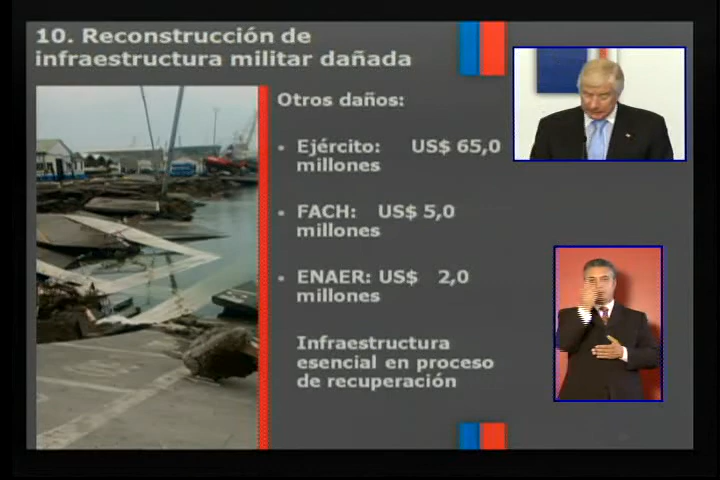 10. Reconstrucción de
infraestructura militar dañada
Otros daños:
• Ejército: US$ 65,0
millones
• FACH: US$ 5,0
millones
• ENAER: US$ 2,0
millones
Infraestructura
esencial en proceso
de recuperación